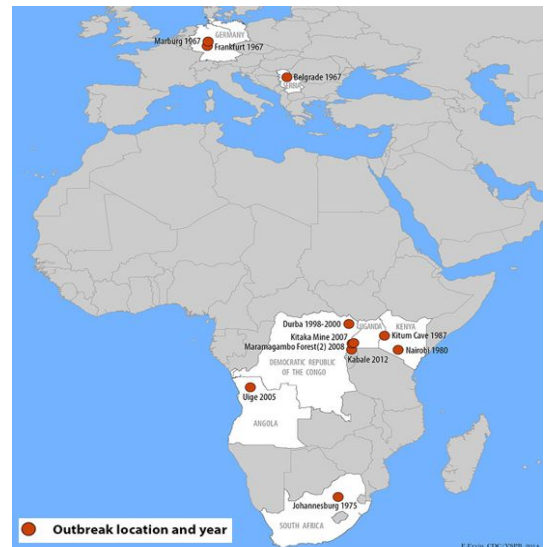 GERMANY
Marburg 1967
Frankfurt 1967
Belgrade 1967
SERBIA
Durba 1998-2000
UGANDA
KENYA
Kitaka Mine 2007
Kitum Cave 1987
Maramagambo Forest(2) 2008
Nairobi 1980
Kabale 2012
DEMOCRATIC REPUBLIC
OF THE CONGO
Uige 2005
ANGOLA
Johannesburg 1975
SOUTH AFRICA
Outbreak location and year
2014